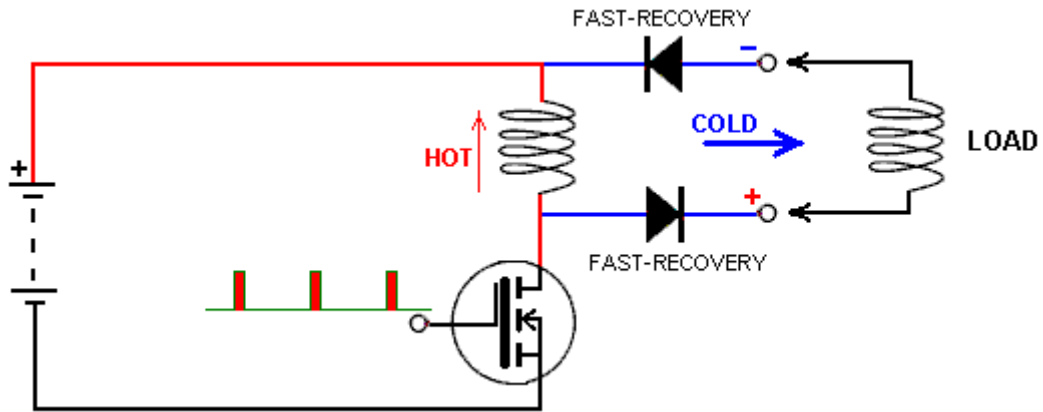 FAST-RECOVERY
–
COLD
HOT
LOAD
+
+
FAST-RECOVERY